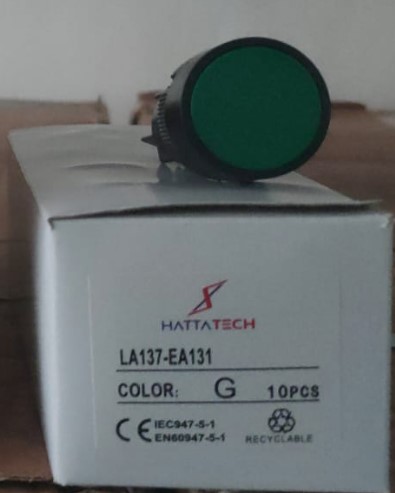 HATTATECH
LA137-EA131
COLOR: G 10PCS
CE IEC947-5-1
EN60947-5-1
RECYCLABLE